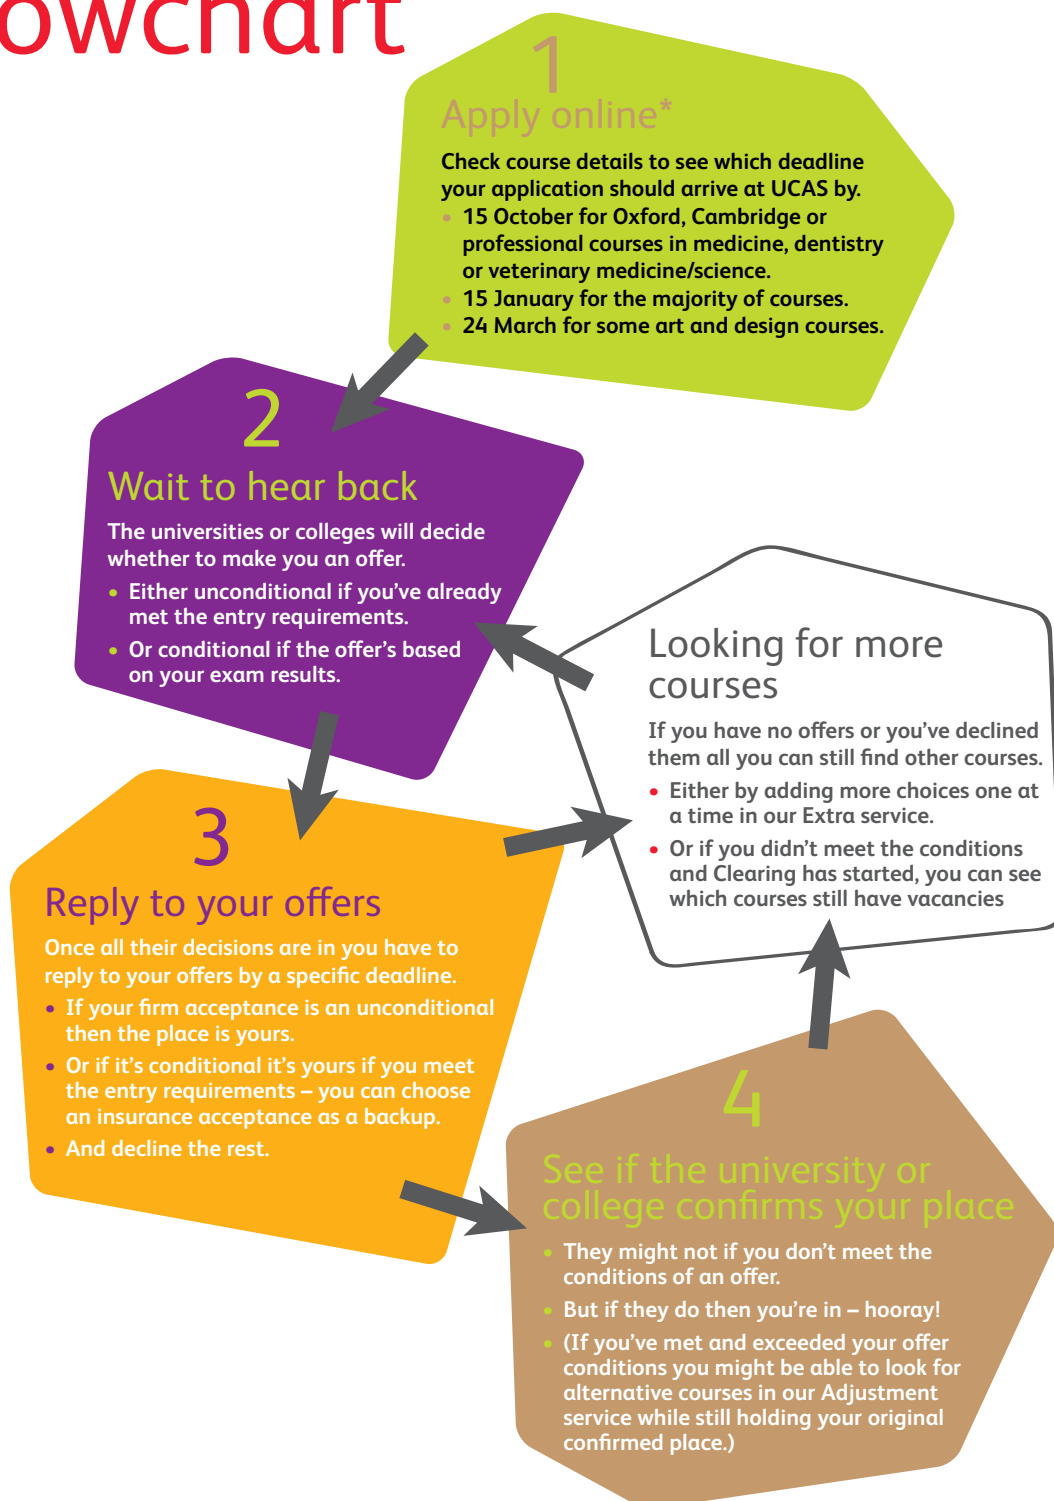 owchart
1
Apply online*
Check course details to see which deadline
your application should arrive at UCAS by.
• 15 October for Oxford, Cambridge or
professional courses in medicine, dentistry
or veterinary medicine/science.
• 15 January for the majority of courses.
• 24 March for some art and design courses.
2
Wait to hear back
The universities or colleges will decide
whether to make you an offer.
• Either unconditional if you’ve already
met the entry requirements.
• Or conditional if the offer’s based
on your exam results.
Looking for more
courses
If you have no offers or you’ve declined
them all you can still find other courses.
• Either by adding more choices one at
a time in our Extra service.
• Or if you didn’t meet the conditions
and Clearing has started, you can see
which courses still have vacancies
3
Reply to your offers
Once all their decisions are in you have to
reply to your offers by a specific deadline.
• If your firm acceptance is an unconditional
then the place is yours.
• Or if it’s conditional it’s yours if you meet
the entry requirements – you can choose
an insurance acceptance as a backup.
• And decline the rest.
4
See if the university or
college confirms your place
• They might not if you don’t meet the
conditions of an offer.
• But if they do then you’re in – hooray!
• (If you’ve met and exceeded your offer
conditions you might be able to look for
alternative courses in our Adjustment
service while still holding your original
confirmed place.)